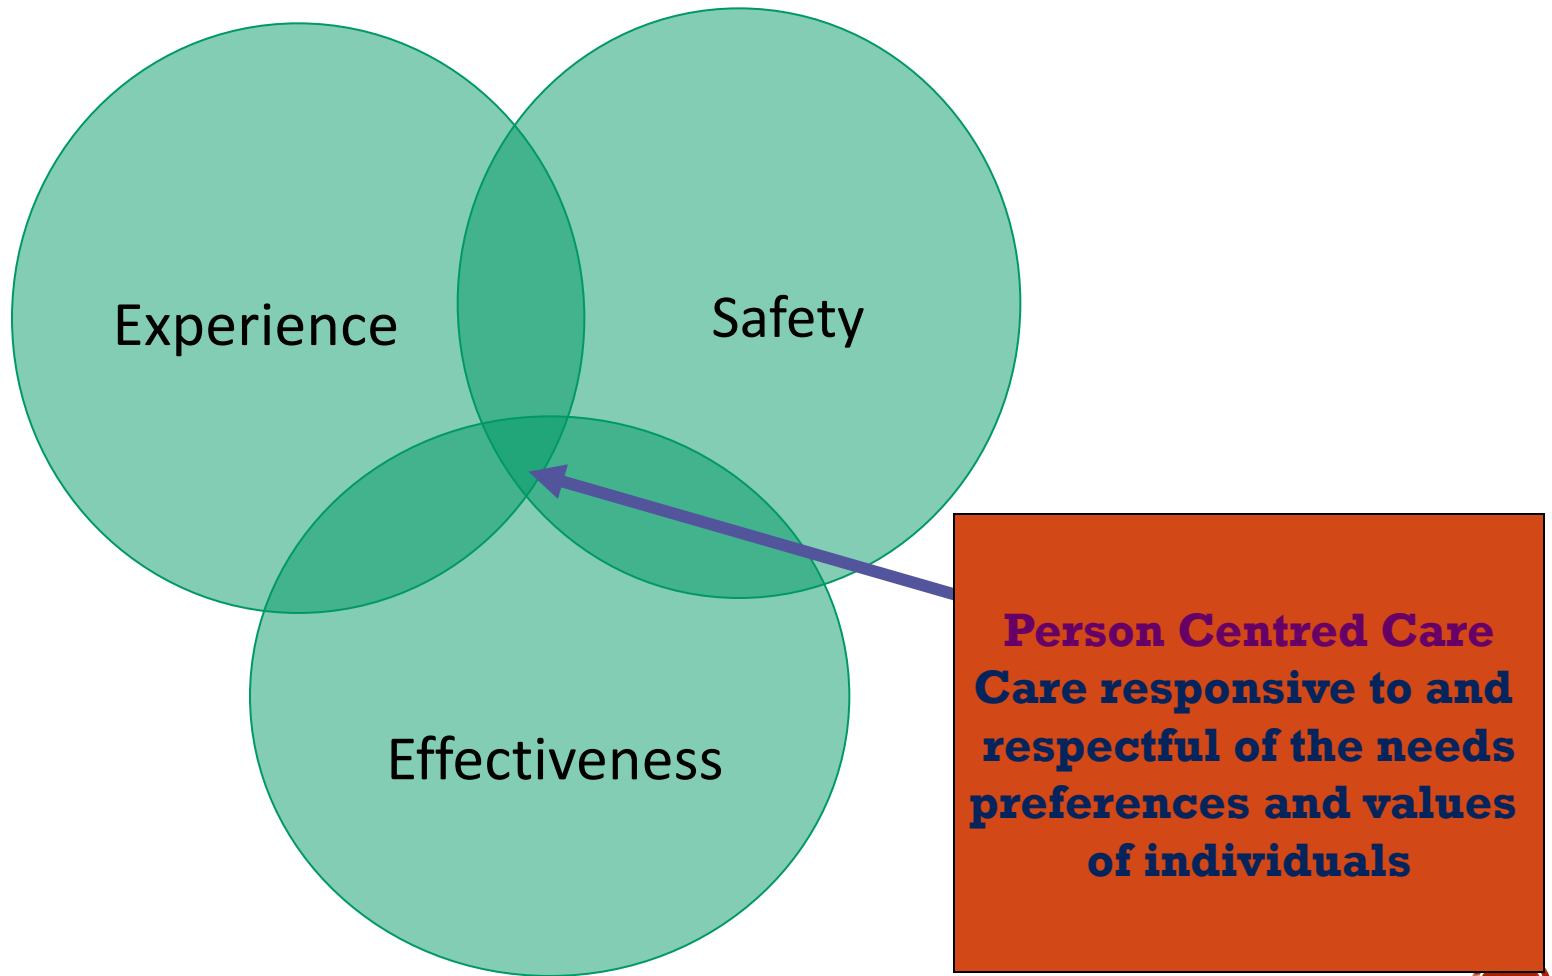 Experience
Safety
Effectiveness
Person Centred Care
Care responsive to and
respectful of the needs
preferences and values
of individuals